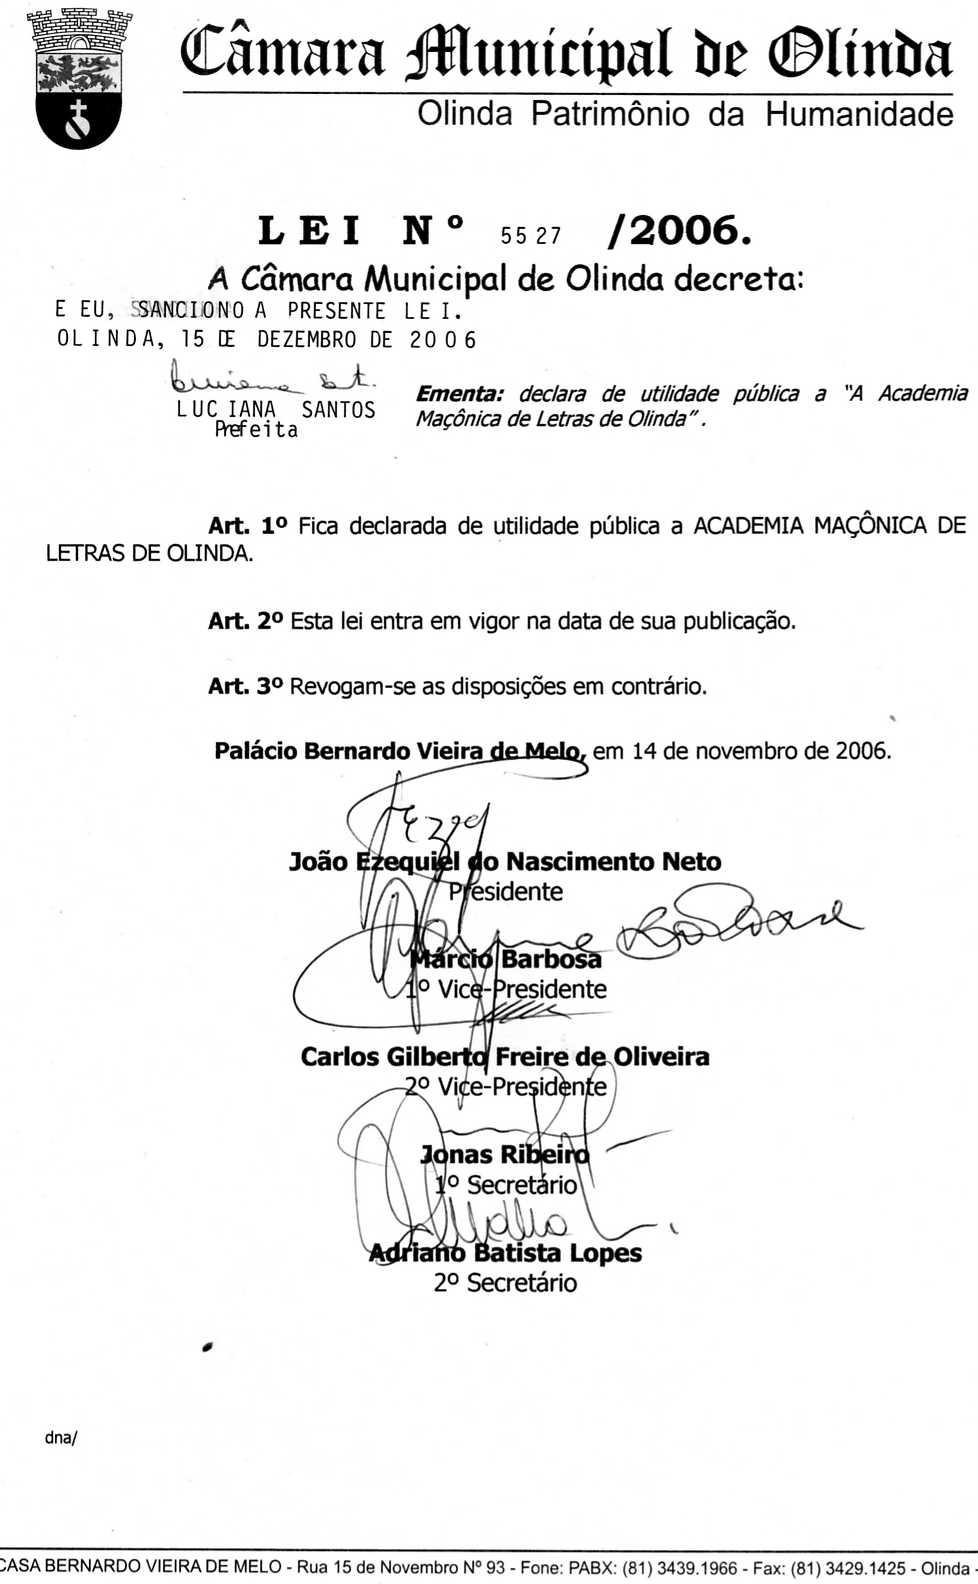 Câmara Municipal de Olinda
Olinda Patrimônio da Humanidade
LEI Nº 5527 /2006.
A Câmara Municipal de Olinda decreta:
E EU, SANCIONO A PRESENTE LEI.
OLINDA, 15 DE DEZEMBRO DE 2006
LUCIANA SANTOS
Prefeita
Ementa: declara de utilidade pública a "A Academia
Maçônica de Letras de Olinda".
Art. 1º Fica declarada de utilidade pública a ACADEMIA MAÇÔNICA DE
LETRAS DE OLINDA.
Art. 2º Esta lei entra em vigor na data de sua publicação.
Art. 3º Revogam-se as disposições em contrário.
Palácio Bernardo Vieira de Melo, em 14 de novembro de 2006.
João Ezequiel do Nascimento Neto
Presidente
Márcio Barbosa
1º Vice-Presidente
Carlos Gilberto Freire de Oliveira
2º Vice-Presidente
Jonas Ribeiro
1º Secretário
Adriano Batista Lopes
2º Secretário
dna/
CASA BERNARDO VIEIRA DE MELO - Rua 15 de Novembro Nº 93 - Fone: PABX: (81) 3439.1966 - Fax: (81) 3429.1425 - Olinda -